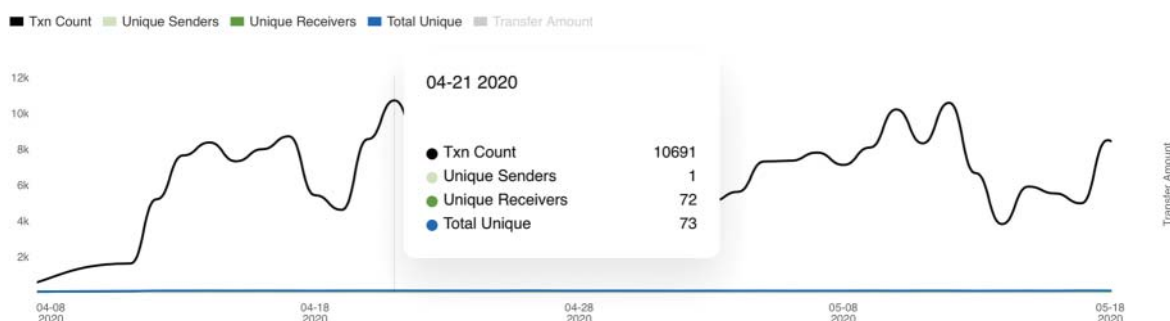 Txn Count Unique Senders Unique Receivers Total Unique Transfer Amount
12k
10k
8k
6k
4k
2k
04-21 2020
Txn Count 10691
Unique Senders 1
Unique Receivers 72
Total Unique 73
Transfer Amount
04-08 04-18 04-28 05-08 05-18
2020 2020 2020 2020 2020